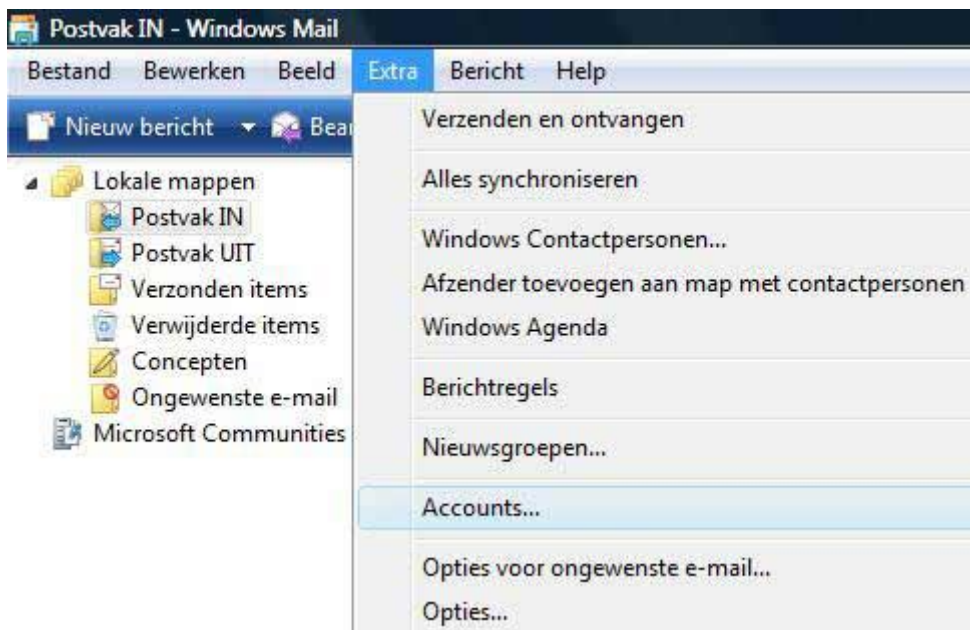 Postvak IN - Windows Mail
Bestand Bewerken Beeld Extra Bericht Help
Nieuw bericht
Lokale mappen
Postvak IN
Postvak UIT
Verzonden items
Verwijderde items
Concepten
Ongewenste e-mail
Microsoft Communities
Verzenden en ontvangen
Alles synchroniseren
Windows Contactpersonen...
Afzender toevoegen aan map met contactpersonen
Windows Agenda
Berichtregels
Nieuwsgroepen...
Accounts...
Opties voor ongewenste e-mail...
Opties...